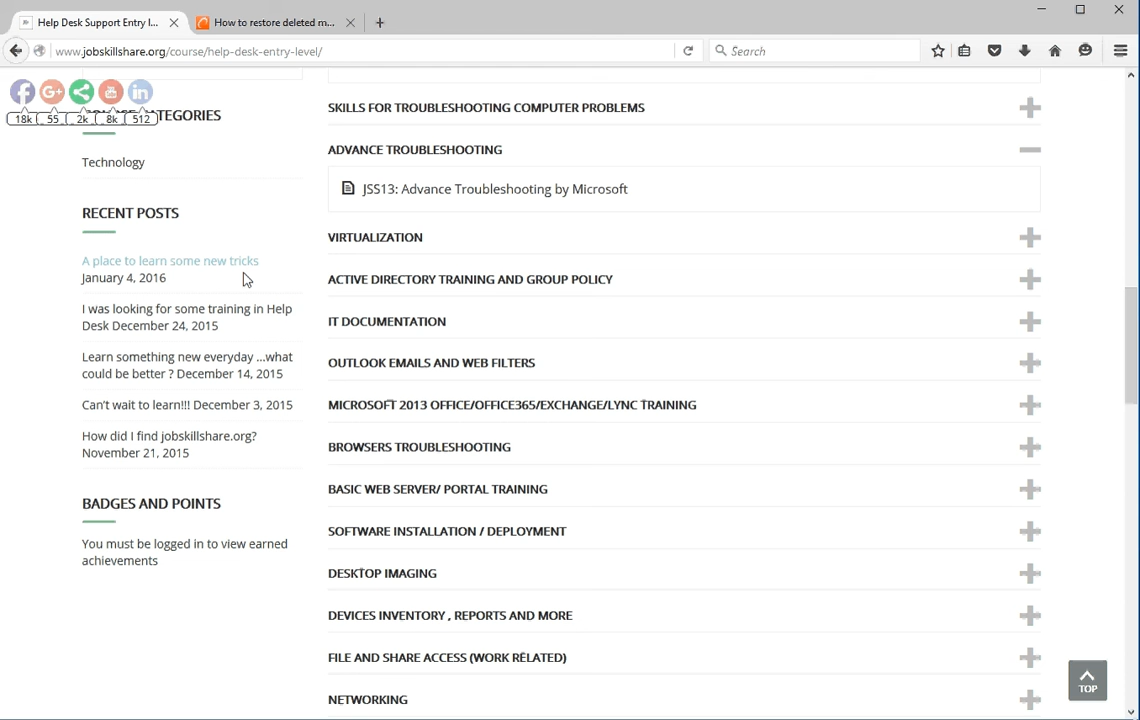 Help Desk Support Entry l...
How to restore deleted m...
www.jobskillshare.org/course/help-desk-entry-level/
Search
18k
55
2k
8k
512
TEGORIES
Technology
RECENT POSTS
A place to learn some new tricks
January 4, 2016
I was looking for some training in Help
Desk December 24, 2015
Learn something new everyday ...what
could be better ? December 14, 2015
Can't wait to learn!!! December 3, 2015
How did I find jobskillshare.org?
November 21, 2015
BADGES AND POINTS
You must be logged in to view earned
achievements
SKILLS FOR TROUBLESHOOTING COMPUTER PROBLEMS
ADVANCE TROUBLESHOOTING
JSS13: Advance Troubleshooting by Microsoft
VIRTUALIZATION
ACTIVE DIRECTORY TRAINING AND GROUP POLICY
IT DOCUMENTATION
OUTLOOK EMAILS AND WEB FILTERS
MICROSOFT 2013 OFFICE/OFFICE365/EXCHANGE/LYNC TRAINING
BROWSERS TROUBLESHOOTING
BASIC WEB SERVER/ PORTAL TRAINING
SOFTWARE INSTALLATION / DEPLOYMENT
DESKTOP IMAGING
DEVICES INVENTORY , REPORTS AND MORE
FILE AND SHARE ACCESS (WORK RELATED)
NETWORKING
TOP